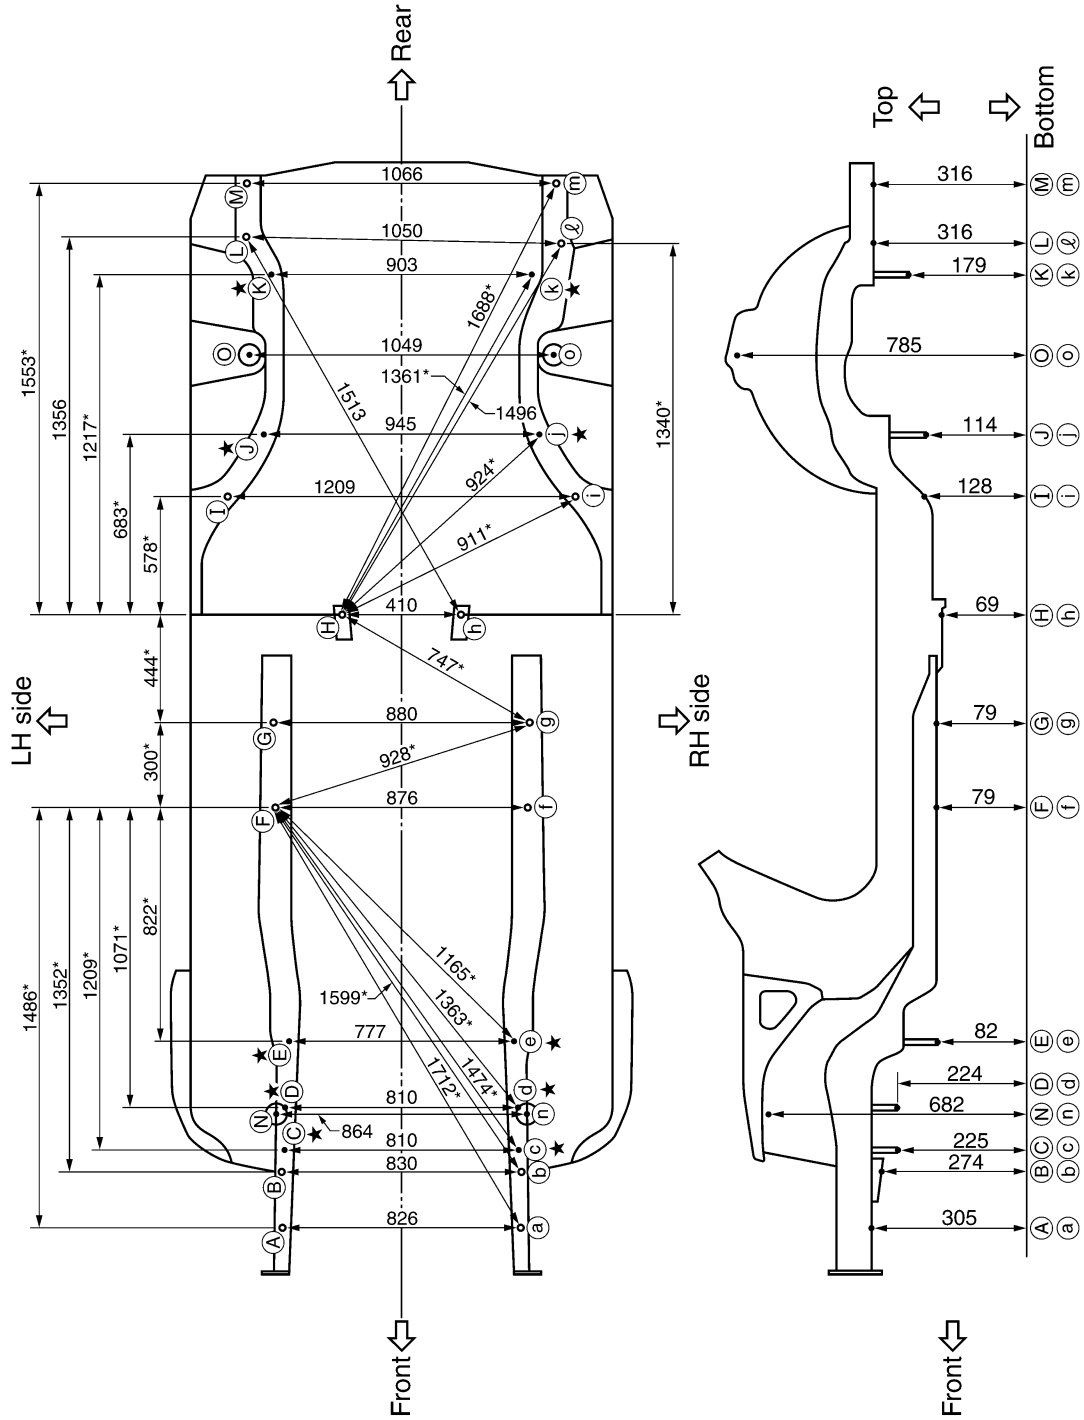 Rear
Top
Bottom
1066
316
M
m
M
m
1553*
1356
1050
316
L
ℓ
L
ℓ
1217*
903
179
K
k
K
k
★
★
1688*
1049
785
O
o
O
o
1361*
1496
1513
1340*
945
114
J
j
J
j
★
★
683*
924*
1209
128
I
i
I
i
578*
911*
410
69
H
h
H
h
444*
747*
LH side
RH side
880
79
G
g
G
g
300*
928*
876
79
F
f
F
f
822*
1071*
1209*
1352*
1486*
1165*
1599*
1363*
777
82
E
e
E
e
★
★
1712*
1474*
224
D
d
D
d
★
★
810
682
N
n
N
n
864
C
c
C
c
★
★
810
225
830
274
B
b
B
b
826
305
A
a
A
a
Front
Front